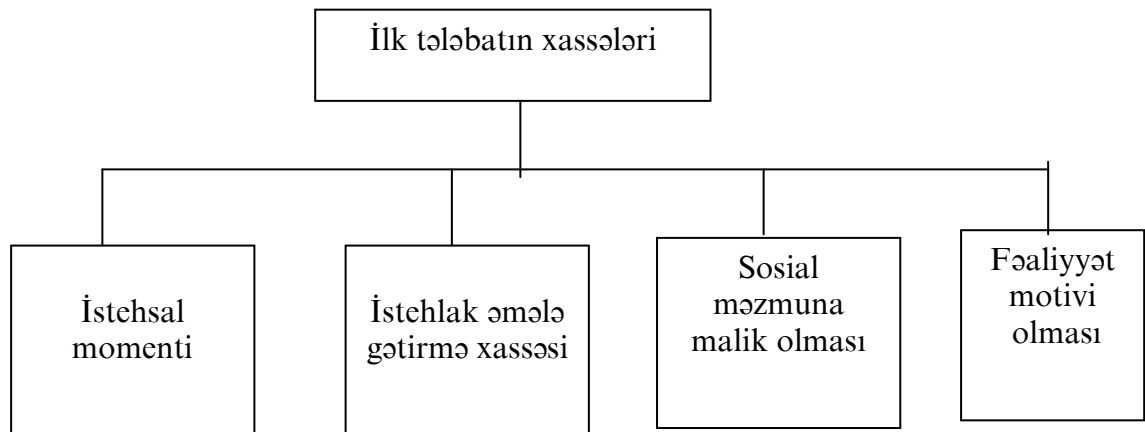 İlk tələbatın xassələri
İstehsal
momenti
İstehlak əmələ
gətirmə xassəsi
Sosial
məzmuna
malik olması
Fəaliyyət
motivi
olması